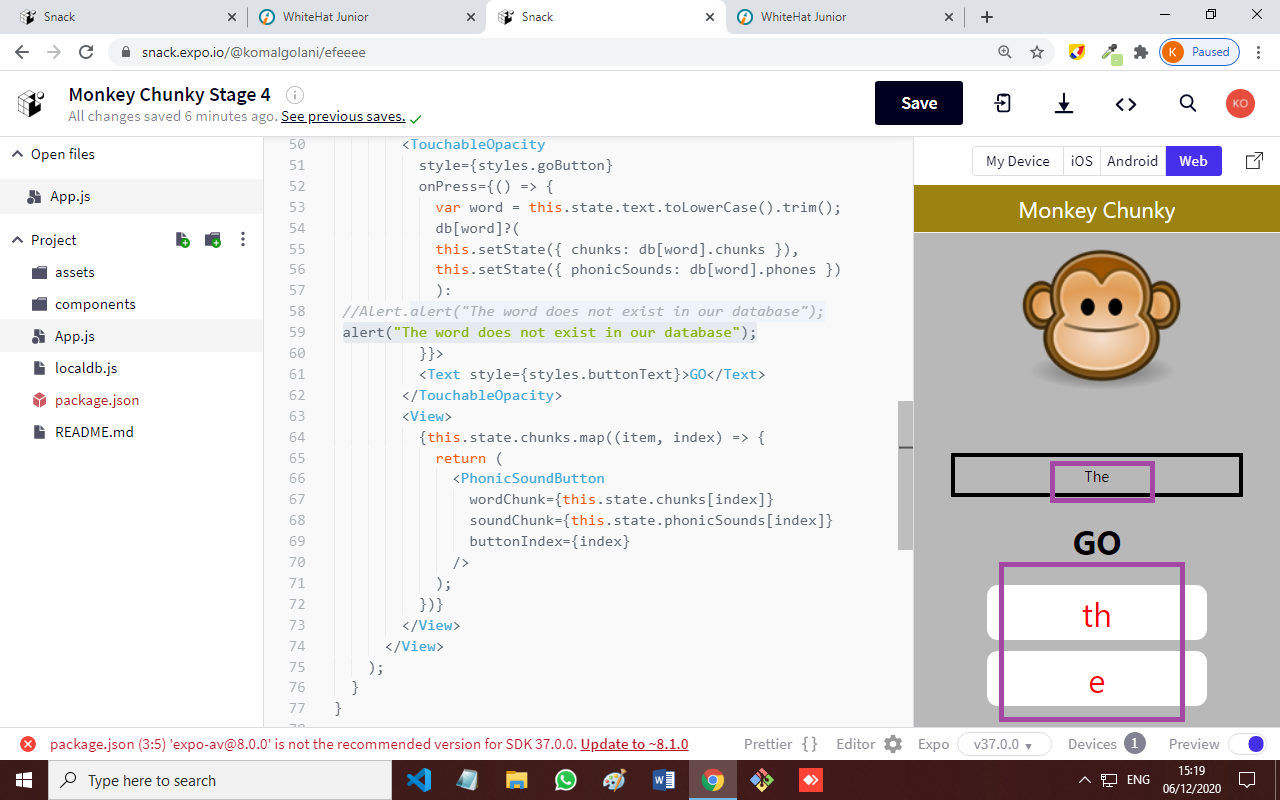 Snack
WhiteHat Junior
Snack
WhiteHat Junior
snack.expo.io/@komalgolani/efeeee
K Paused
Monkey Chunky Stage 4
All changes saved 6 minutes ago. See previous saves.
Save
KO
Open files
App.js
Project
assets
components
App.js
localdb.js
package.json
README.md
50 <TouchableOpacity
51 style={styles.goButton}
52 onPress={() => {
53 var word = this.state.text.toLowerCase().trim();
54 db[word]?(
55 this.setState({ chunks: db[word].chunks }),
56 this.setState({ phonicSounds: db[word].phones })
57 ):
58 //Alert.alert("The word does not exist in our database");
59 alert("The word does not exist in our database");
60 }}>
61 <Text style={styles.buttonText}>GO</Text>
62 </TouchableOpacity>
63 <View>
64 {this.state.chunks.map((item, index) => {
65 return (
66 <PhonicSoundButton
67 wordChunk={this.state.chunks[index]}
68 soundChunk={this.state.phonicSounds[index]}
69 buttonIndex={index}
70 />
71 );
72 })}
73 </View>
74 </View>
75 );
76 }
77 }
My Device iOS Android Web
Monkey Chunky
The
GO
th
e
package.json (3:5) 'expo-av@8.0.0' is not the recommended version for SDK 37.0.0. Update to ~8.1.0
Prettier {} Editor Expo v37.0.0 Devices 1 Preview
Type here to search
ENG
15:19
06/12/2020